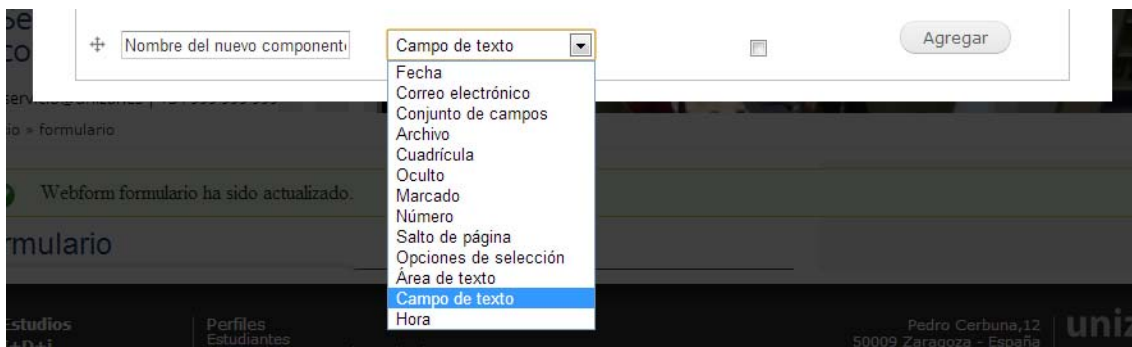 Nombre del nuevo component
Campo de texto
Agregar
Fecha
Correo electrónico
Conjunto de campos
Archivo
Cuadrícula
Oculto
Marcado
Número
Salto de página
Opciones de selección
Área de texto
Campo de texto
Hora
» formulario
Webform formulario ha sido actualizado.
rmulario
Estudios
Perfiles
Estudiantes
Pedro Cerbuna,12
50009 Zaragoza - España